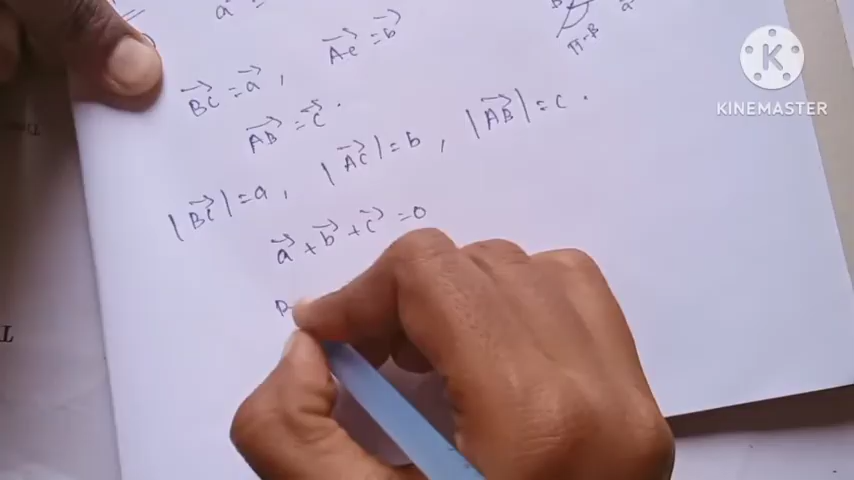 a⃗ =
BC⃗ = a⃗ , AC⃗ = b⃗
AB⃗ = c⃗ .
|BC⃗| = a, |AC⃗| = b, |AB⃗| = c .
a⃗ + b⃗ + c⃗ = 0
π-B
K
KINEMASTER